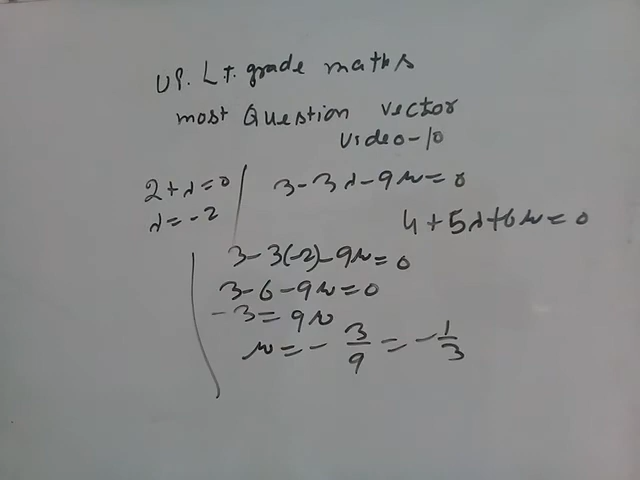 UP. Lt. grade maths
most Question vector
Video-10
2+λ=0
λ=-2
3-3λ-9μ=0
4+5λ+6μ=0
3-3(-2)-9μ=0
3-6-9μ=0
-3=9μ
μ=-3/9=-1/3